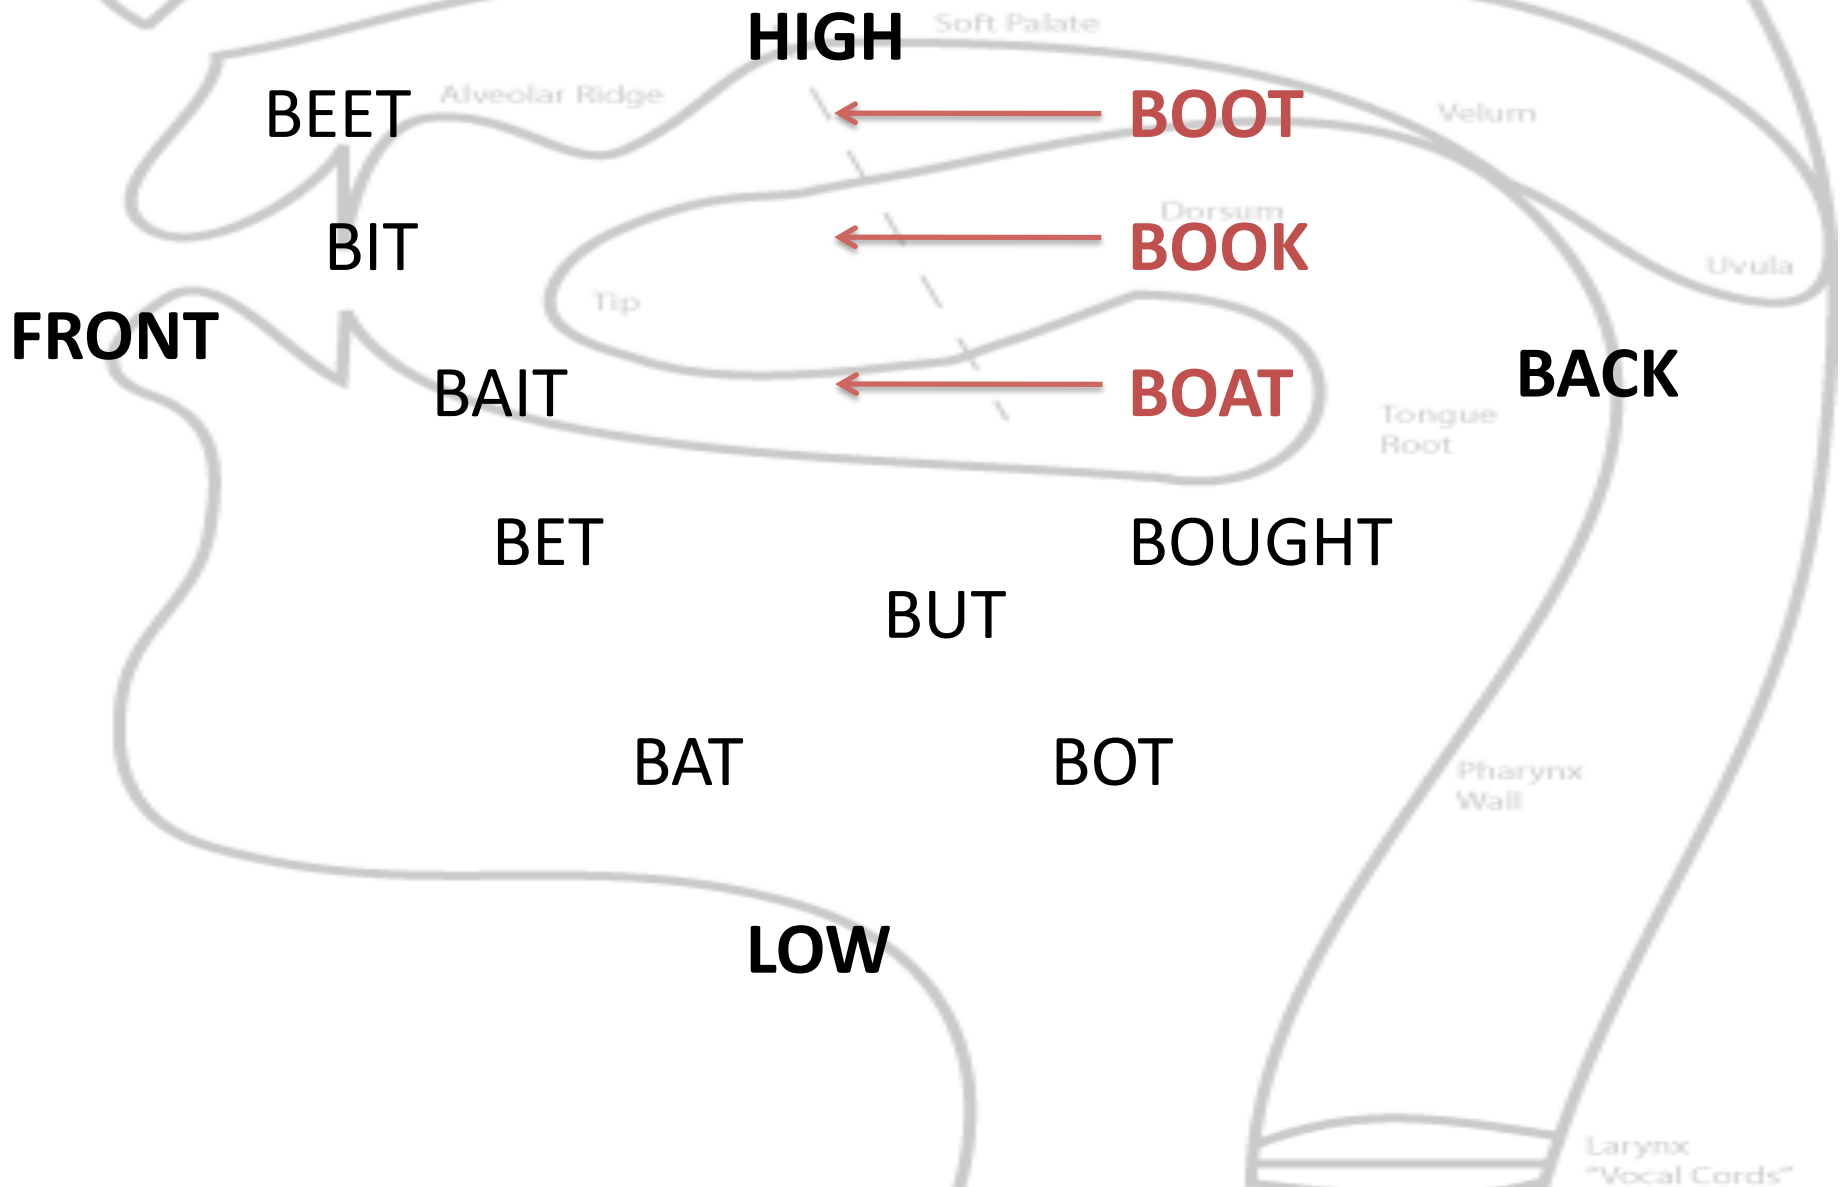 HIGH
Soft Palate
BEET
Alveolar Ridge
BOOT
Velum
Dorsum
BIT
BOOK
Uvula
Tip
FRONT
BACK
BAIT
BOAT
Tongue
Root
BET
BOUGHT
BUT
BAT
BOT
Pharynx
Wall
LOW
Larynx
"Vocal Cords"